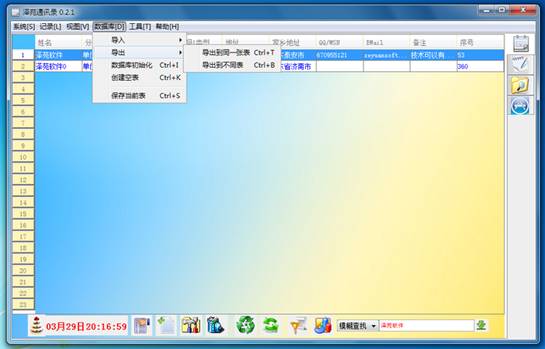 泽苑通讯录 0.2.1
系统[S] 记录[L] 视图[V] 数据库[D] 工具[T] 帮助[H]
姓名 分 地址 家乡地址 QQ/MSN EMail 备注 序号
导入
导出
数据库初始化 Ctrl+I
创建空表 Ctrl+K
保存当前表 Ctrl+S
导出到同一张表 Ctrl+T
导出到不同表 Ctrl+B
1 泽苑软件 单位 泰安市 670955121 技术可以有 53
2 泽苑软件0 单位 省济南市 360
3
4
5
6
7
8
9
10
11
12
13
14
15
16
17
18
19
20
21
22
23
03月29日20:16:59 模糊查找 泽苑软件